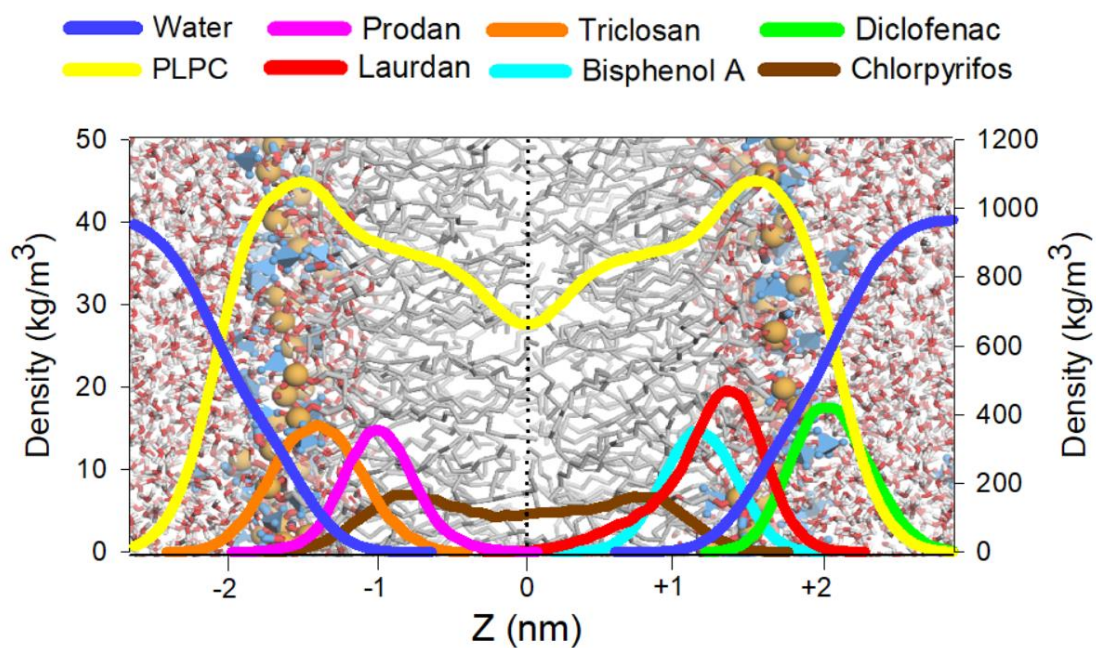 Water Prodan Triclosan Diclofenac
PLPC Laurdan Bisphenol A Chlorpyrifos
50 1200
40 1000
30 800
20 600
10 400
0 200
0
Density (kg/m³)
Density (kg/m³)
-2 -1 0 +1 +2
Z (nm)